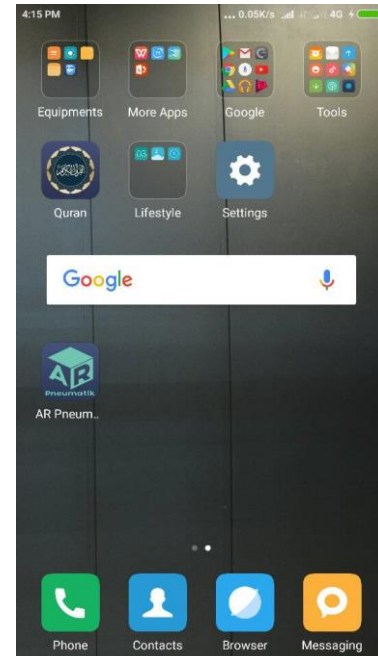 4:15 PM ... 0.05K/s 4G
Equipments More Apps Google Tools
Quran Lifestyle Settings
Google
AR
Pneumatik
AR Pneum..
Phone Contacts Browser Messaging